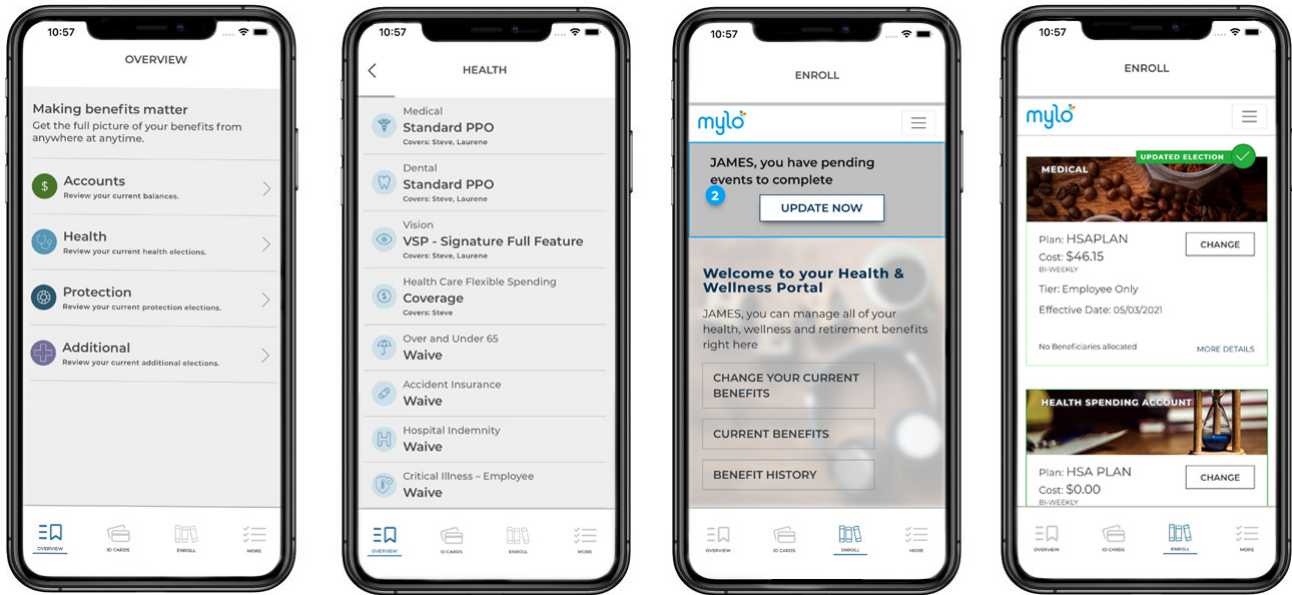 10:57
OVERVIEW
Making benefits matter
Get the full picture of your benefits from
anywhere at anytime.
$
Accounts
Review your current balances.
Health
Review your current health elections.
Protection
Review your current protection elections.
Additional
Review your current additional elections.
OVERVIEW
ID CARDS
ENROLL
MORE
10:57
HEALTH
Medical
Standard PPO
Covers: Steve, Laurene
Dental
Standard PPO
Covers: Steve, Laurene
Vision
VSP - Signature Full Feature
Covers: Steve, Laurene
Health Care Flexible Spending
$
Coverage
Covers: Steve
Over and Under 65
Waive
Accident Insurance
Waive
Hospital Indemnity
H
Waive
Critical Illness – Employee
Waive
OVERVIEW
ID CARDS
ENROLL
MORE
10:57
ENROLL
mylo
JAMES, you have pending
events to complete
2
UPDATE NOW
Welcome to your Health &
Wellness Portal
JAMES, you can manage all of your
health, wellness and retirement benefits
right here
CHANGE YOUR CURRENT
BENEFITS
CURRENT BENEFITS
BENEFIT HISTORY
OVERVIEW
ID CARDS
ENROLL
MORE
10:57
ENROLL
mylo
UPDATED ELECTION
MEDICAL
Plan: HSAPLAN
CHANGE
Cost: $46.15
BI-WEEKLY
Tier: Employee Only
Effective Date: 05/03/2021
No Beneficiaries allocated
MORE DETAILS
HEALTH SPENDING ACCOUNT
Plan: HSA PLAN
CHANGE
Cost: $0.00
BI-WEEKLY
OVERVIEW
ID CARDS
ENROLL
MORE